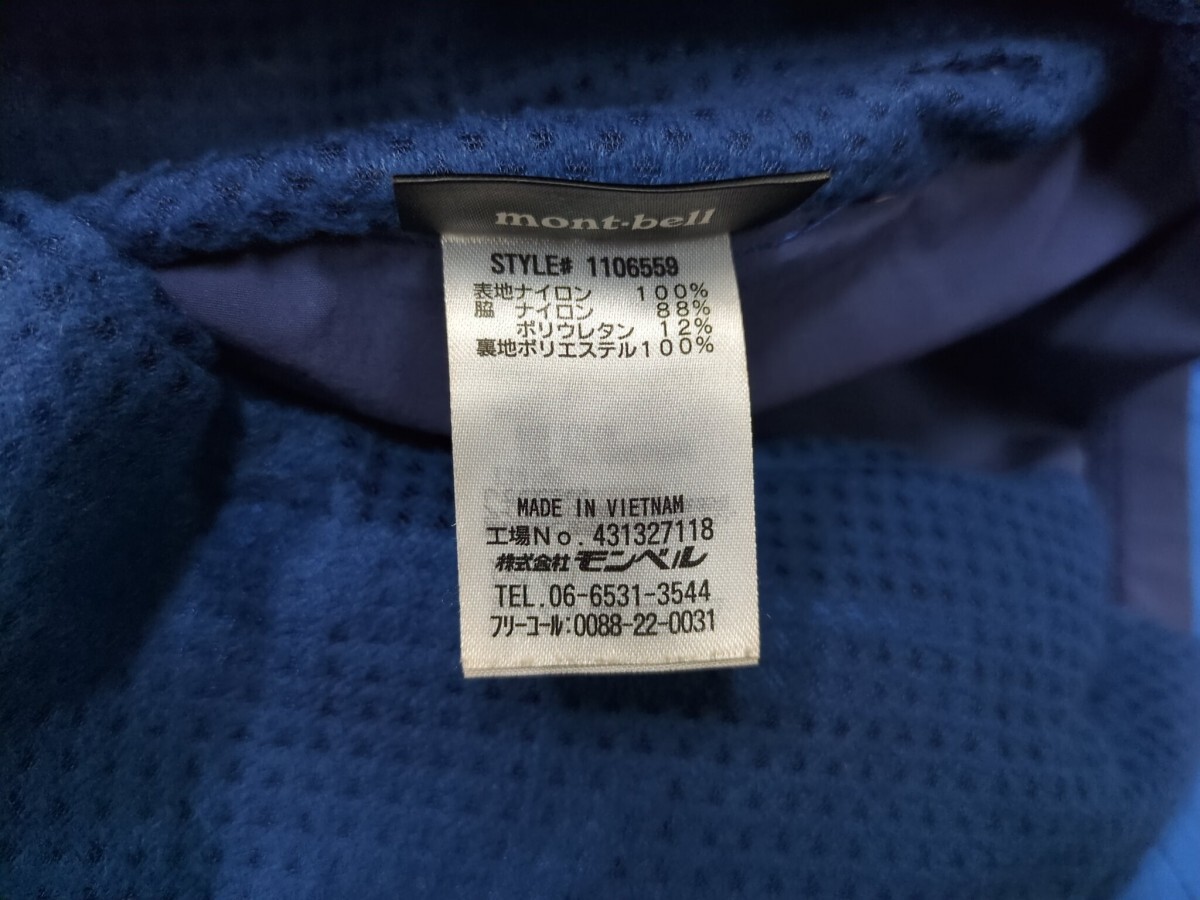 mont-bell
STYLE# 1106559
表地ナイロン 100%
脇 ナイロン 88%
ポリウレタン 12%
裏地ポリエステル100%
MADE IN VIETNAM
工場No.431327118
株式会社モンベル
TEL.06-6531-3544
フリーコール:0088-22-0031